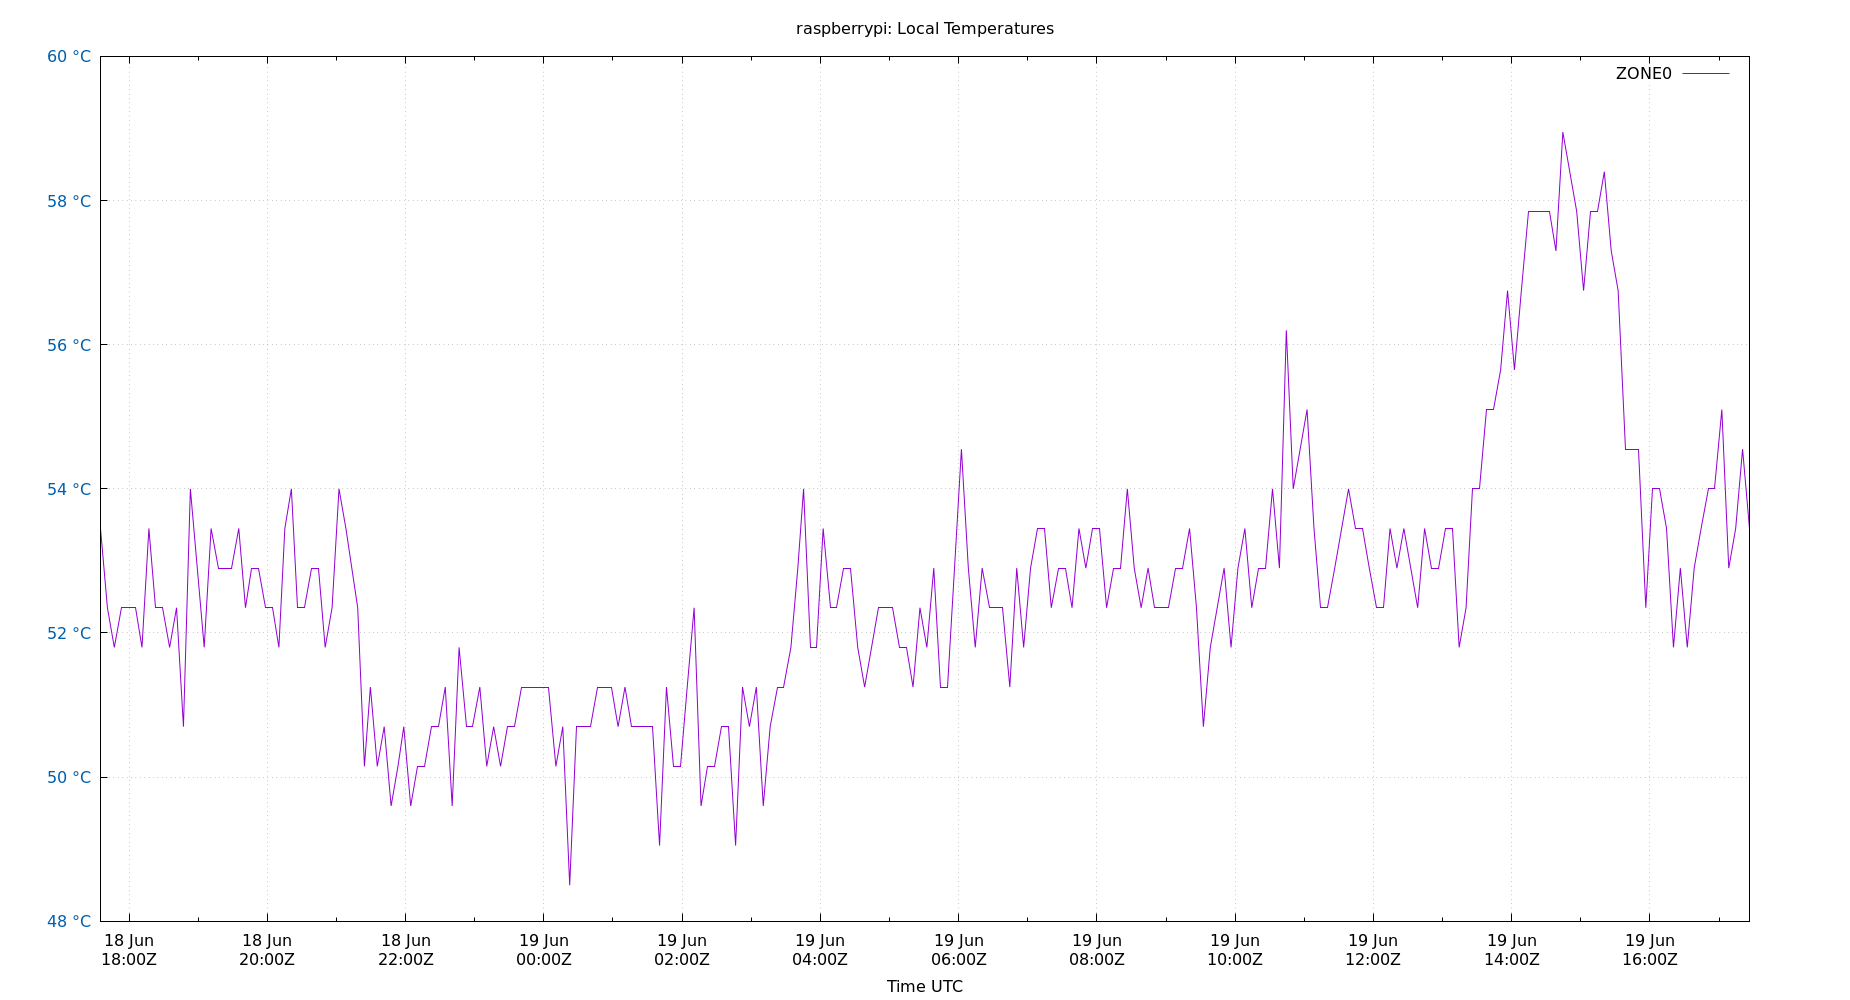 raspberrypi: Local Temperatures
60 °C
ZONE0
58 °C
56 °C
54 °C
52 °C
50 °C
48 °C
18 Jun 18 Jun 18 Jun 19 Jun 19 Jun 19 Jun 19 Jun 19 Jun 19 Jun 19 Jun 19 Jun 19 Jun
18:00Z 20:00Z 22:00Z 00:00Z 02:00Z 04:00Z 06:00Z 08:00Z 10:00Z 12:00Z 14:00Z 16:00Z
Time UTC